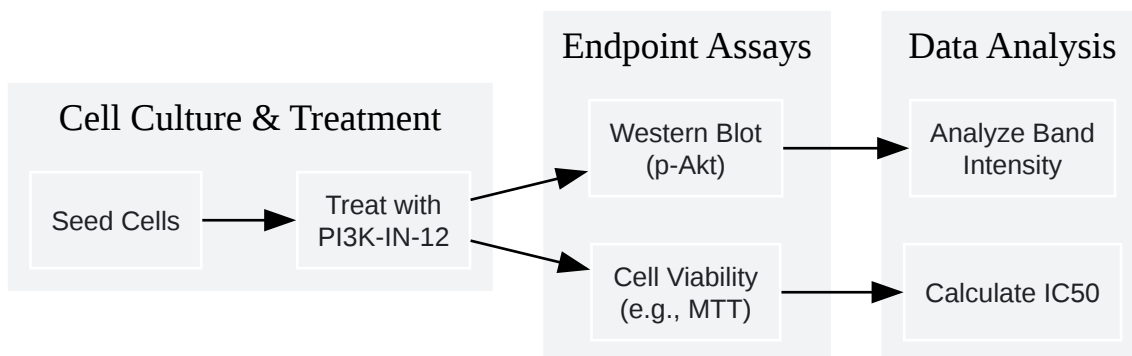 Cell Culture & Treatment
Seed Cells
Treat with
PI3K-IN-12
Endpoint Assays
Western Blot
(p-Akt)
Cell Viability
(e.g., MTT)
Data Analysis
Analyze Band
Intensity
Calculate IC50